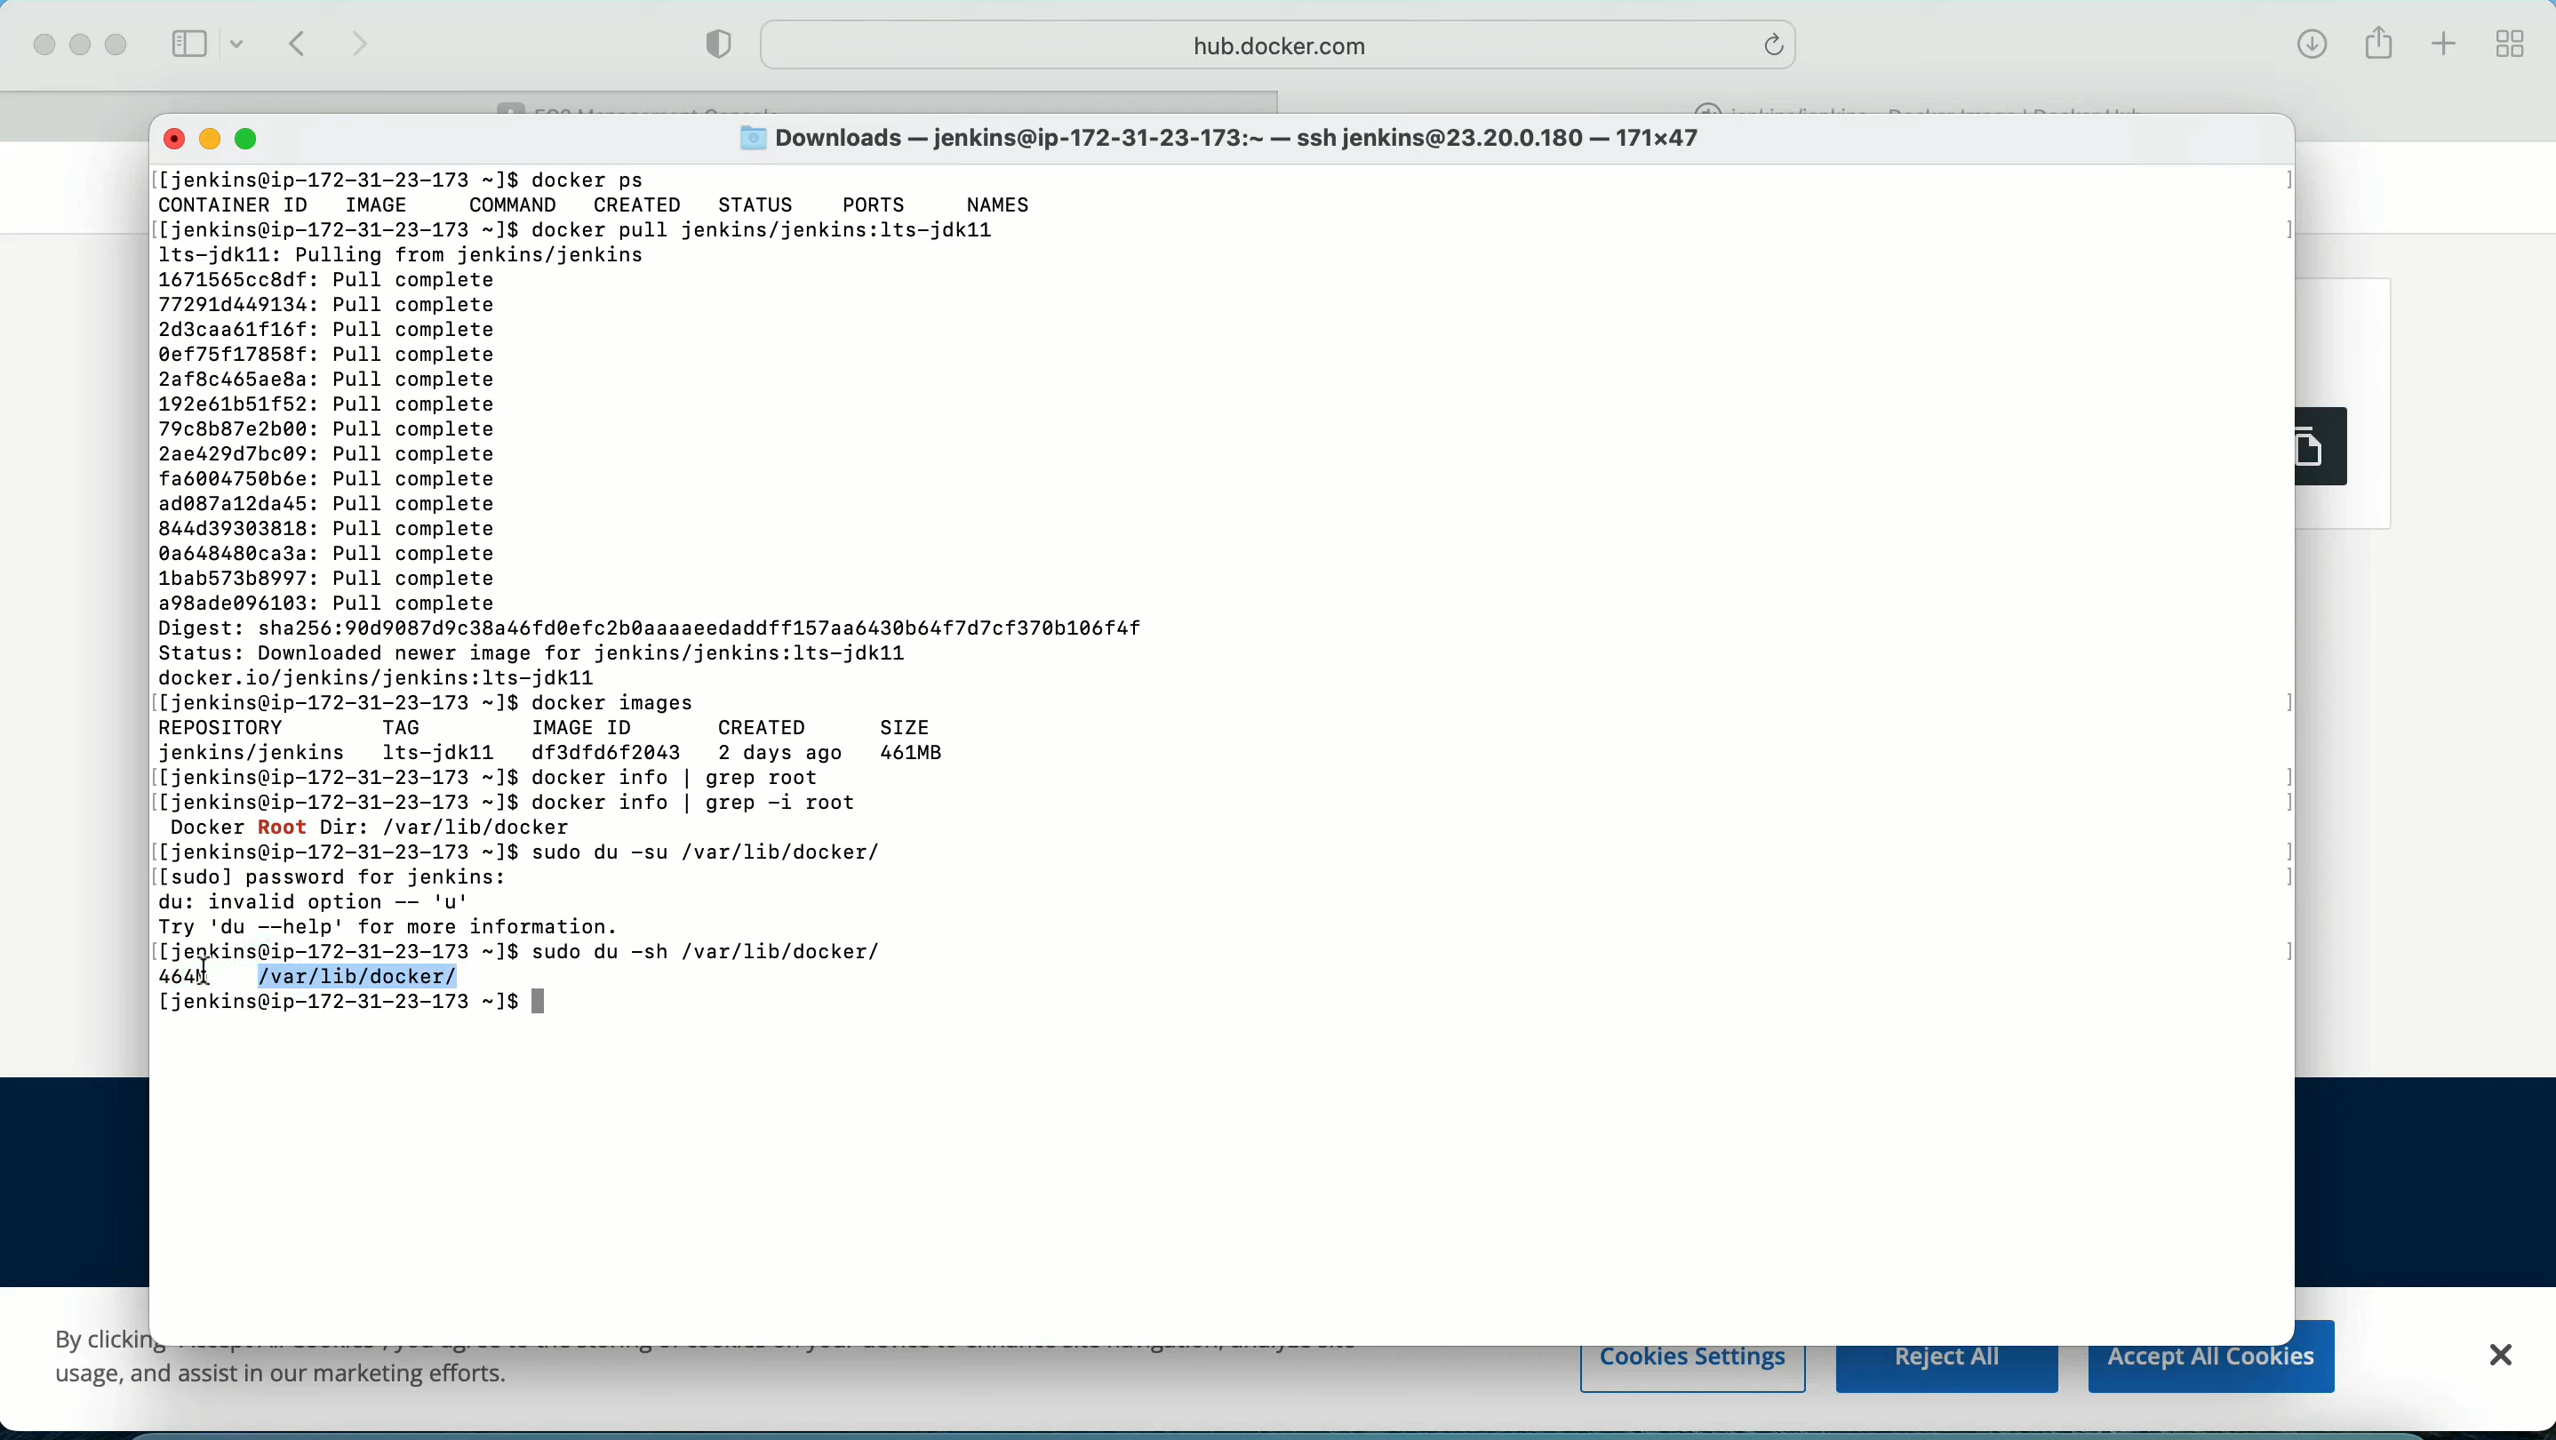 hub.docker.com
Downloads — jenkins@ip-172-31-23-173:~ — ssh jenkins@23.20.0.180 — 171×47
[[jenkins@ip-172-31-23-173 ~]$ docker ps ]
CONTAINER ID IMAGE COMMAND CREATED STATUS PORTS NAMES
[[jenkins@ip-172-31-23-173 ~]$ docker pull jenkins/jenkins:lts-jdk11 ]
lts-jdk11: Pulling from jenkins/jenkins
1671565cc8df: Pull complete
77291d449134: Pull complete
2d3caa61f16f: Pull complete
0ef75f17858f: Pull complete
2af8c465ae8a: Pull complete
192e61b51f52: Pull complete
79c8b87e2b00: Pull complete
2ae429d7bc09: Pull complete
fa6004750b6e: Pull complete
ad087a12da45: Pull complete
844d39303818: Pull complete
0a648480ca3a: Pull complete
1bab573b8997: Pull complete
a98ade096103: Pull complete
Digest: sha256:90d9087d9c38a46fd0efc2b0aaaaeedaddff157aa6430b64f7d7cf370b106f4f
Status: Downloaded newer image for jenkins/jenkins:lts-jdk11
docker.io/jenkins/jenkins:lts-jdk11
[[jenkins@ip-172-31-23-173 ~]$ docker images ]
REPOSITORY TAG IMAGE ID CREATED SIZE
jenkins/jenkins lts-jdk11 df3dfd6f2043 2 days ago 461MB
[[jenkins@ip-172-31-23-173 ~]$ docker info | grep root ]
[[jenkins@ip-172-31-23-173 ~]$ docker info | grep -i root ]
Docker Root Dir: /var/lib/docker
[[jenkins@ip-172-31-23-173 ~]$ sudo du -su /var/lib/docker/ ]
[[sudo] password for jenkins: ]
du: invalid option -- 'u'
Try 'du --help' for more information.
[[jenkins@ip-172-31-23-173 ~]$ sudo du -sh /var/lib/docker/ ]
464M /var/lib/docker/
[jenkins@ip-172-31-23-173 ~]$
By clicking
usage, and assist in our marketing efforts.
Cookies Settings
Reject All
Accept All Cookies